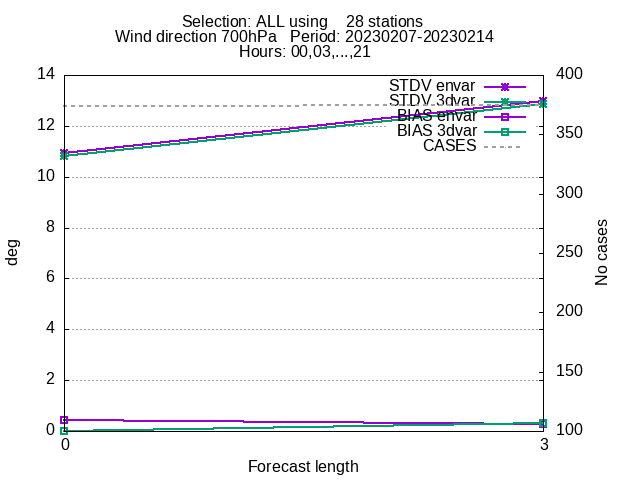 Selection: ALL using    28 stations
Wind direction 700hPa   Period: 20230207-20230214
Hours: 00,03,...,21
14
12
10
8
6
4
2
0
deg
400
350
300
250
200
150
100
No cases
STDV envar
STDV 3dvar
BIAS envar
BIAS 3dvar
CASES
0
3
Forecast length